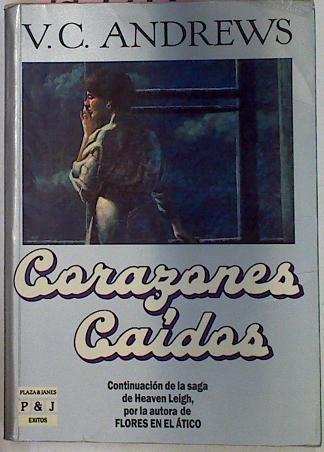 V. C. ANDREWS
Corazones
Caídos
Continuación de la saga
de Heaven Leigh,
por la autora de
FLORES EN EL ÁTICO
PLAZA & JANES
P & J
EXITOS